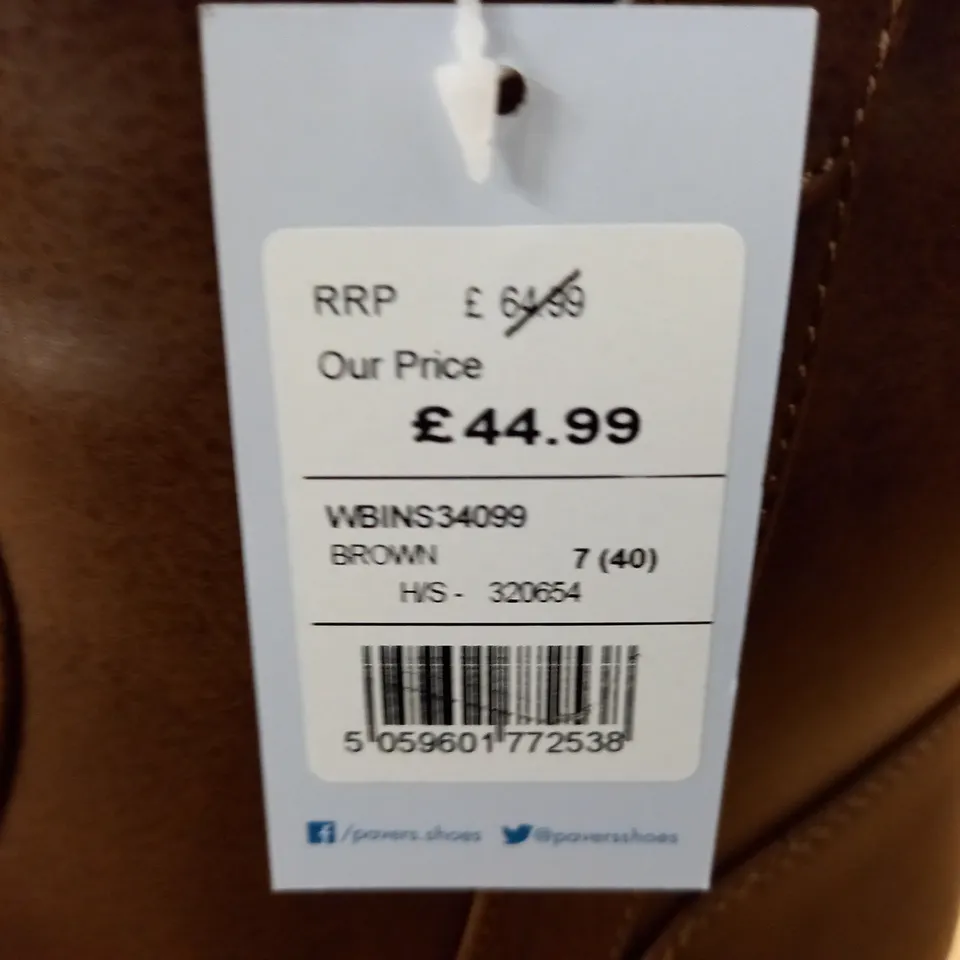 RRP £ 64.99
Our Price
£44.99
WBINS34099
BROWN 7 (40)
H/S - 320654
5 059601 772538
/pavers.shoes @paversshoes